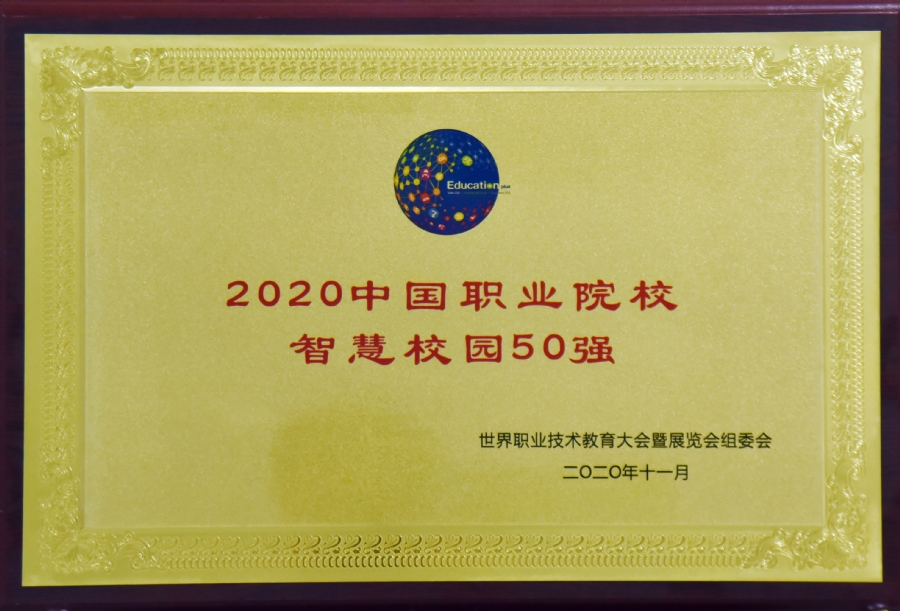 Education plus
2020中国职业院校
智慧校园50强
世界职业技术教育大会暨展览会组委会
二〇二〇年十一月